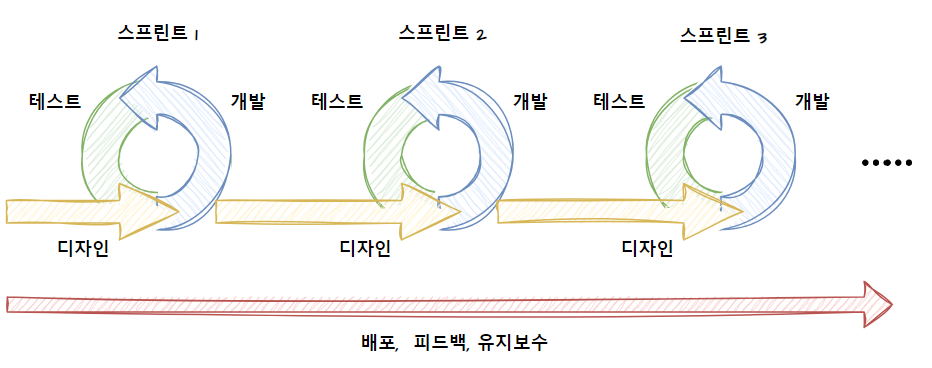 스프린트 1
스프린트 2
스프린트 3
테스트
개발
테스트
개발
테스트
개발
.....
디자인
디자인
디자인
배포, 피드백, 유지보수